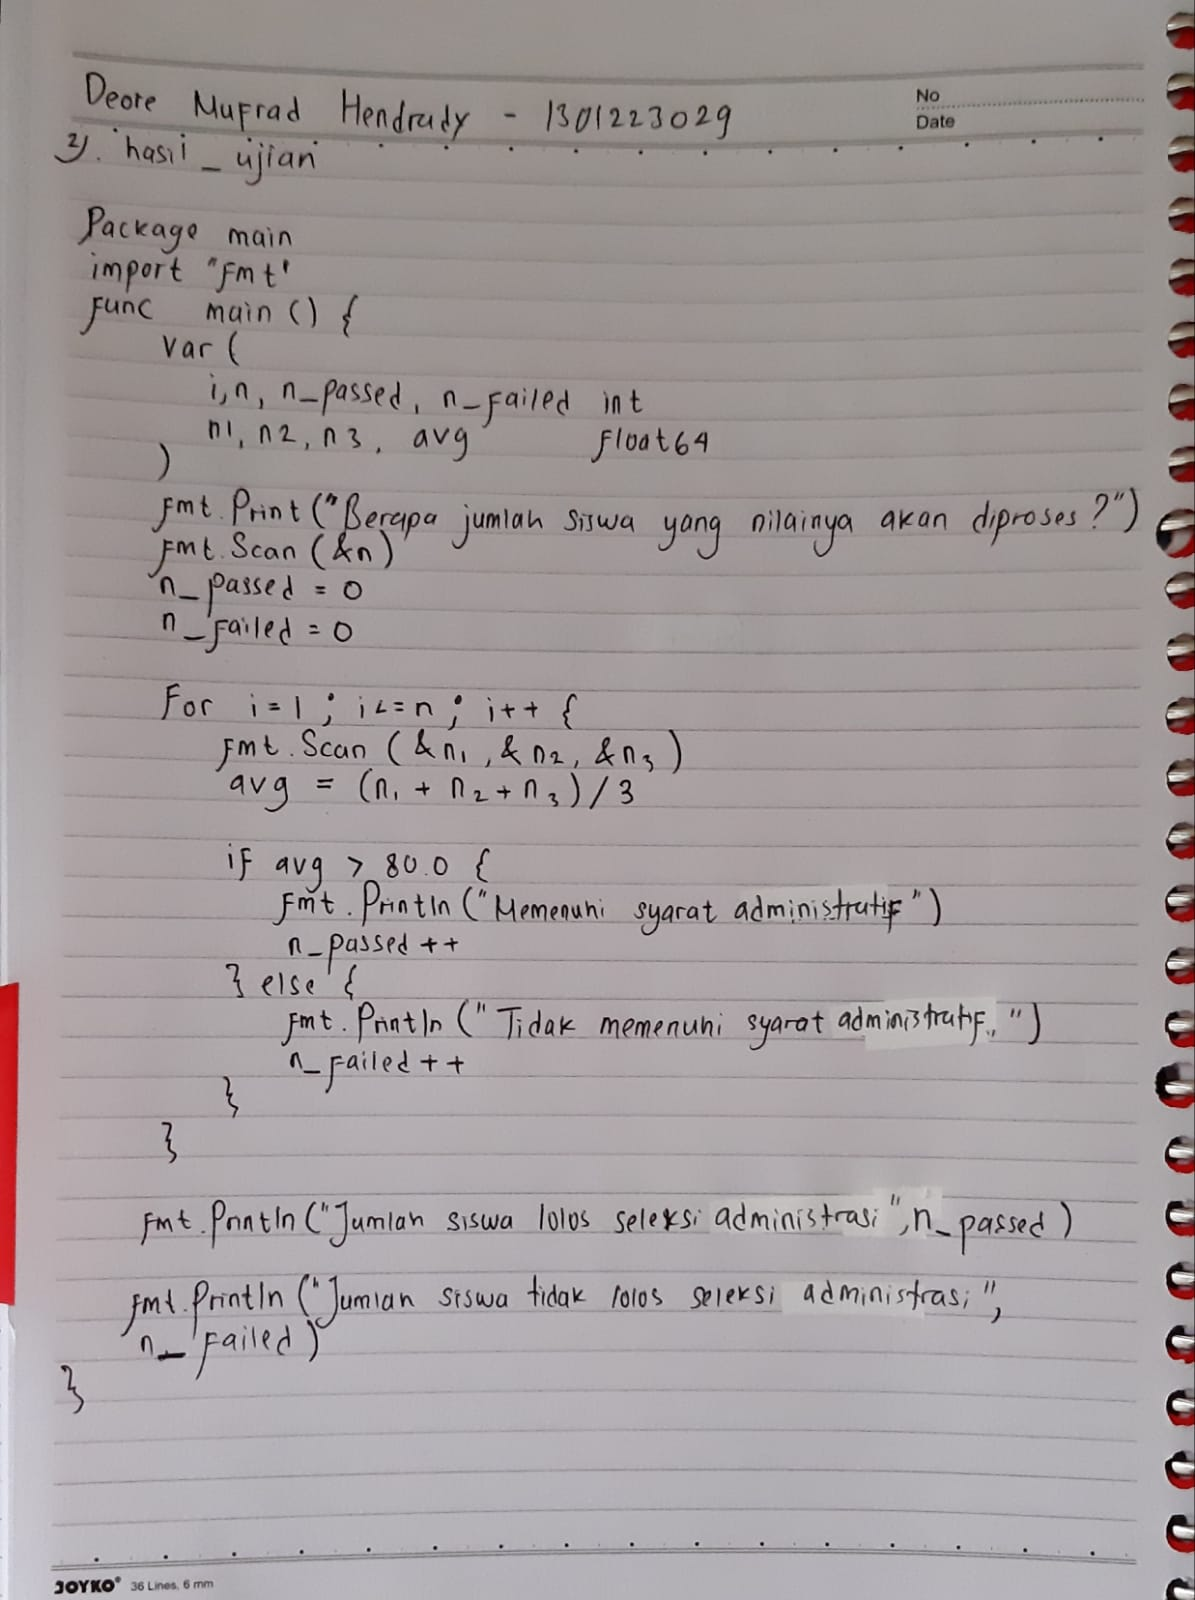 Deore Mufrad Hendrady - 1301223029
No
Date
2). hasil_ujian
Package main
import "fmt"
func main () {
var (
i, n, n_passed, n_failed int
n1, n2, n3, avg float64
)
fmt.Print ("Berapa jumlah siswa yang nilainya akan diproses?")
fmt.Scan (&n)
n_passed = 0
n_failed = 0
For i = 1 ; i <= n ; i++ {
fmt.Scan (&n1, &n2, &n3)
avg = (n1 + n2 + n3) / 3
if avg > 80.0 {
fmt.Println ("Memenuhi syarat administratif")
n_passed ++
} else {
fmt.Println ("Tidak memenuhi syarat administratif.,")
n_failed ++
}
}
fmt.Println ("Jumlah siswa lolos seleksi administrasi", n_passed)
fmt.Println ("Jumlah siswa tidak lolos seleksi administrasi",
n_failed)
}
JOYKO® 36 Lines, 6 mm